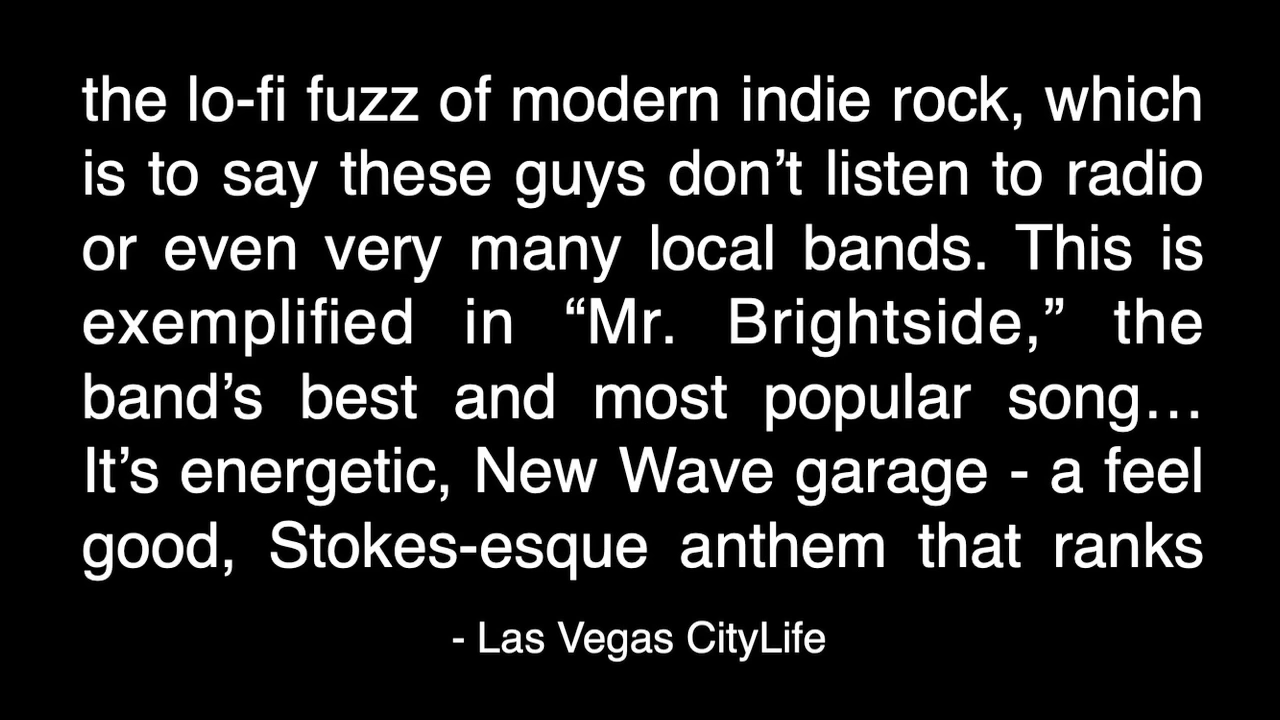 the lo-fi fuzz of modern indie rock, which
is to say these guys don’t listen to radio
or even very many local bands. This is
exemplified in “Mr. Brightside,” the
band’s best and most popular song…
It’s energetic, New Wave garage - a feel
good, Stokes-esque anthem that ranks
- Las Vegas CityLife